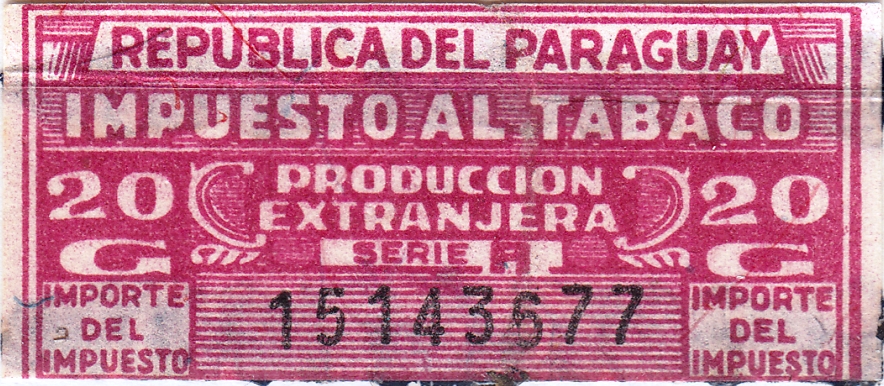 REPUBLICA DEL PARAGUAY
IMPUESTO AL TABACO
20 PRODUCCION 20
G EXTRANJERA G
SERIE
IMPORTE 15143677 IMPORTE
DEL DEL
IMPUESTO IMPUESTO